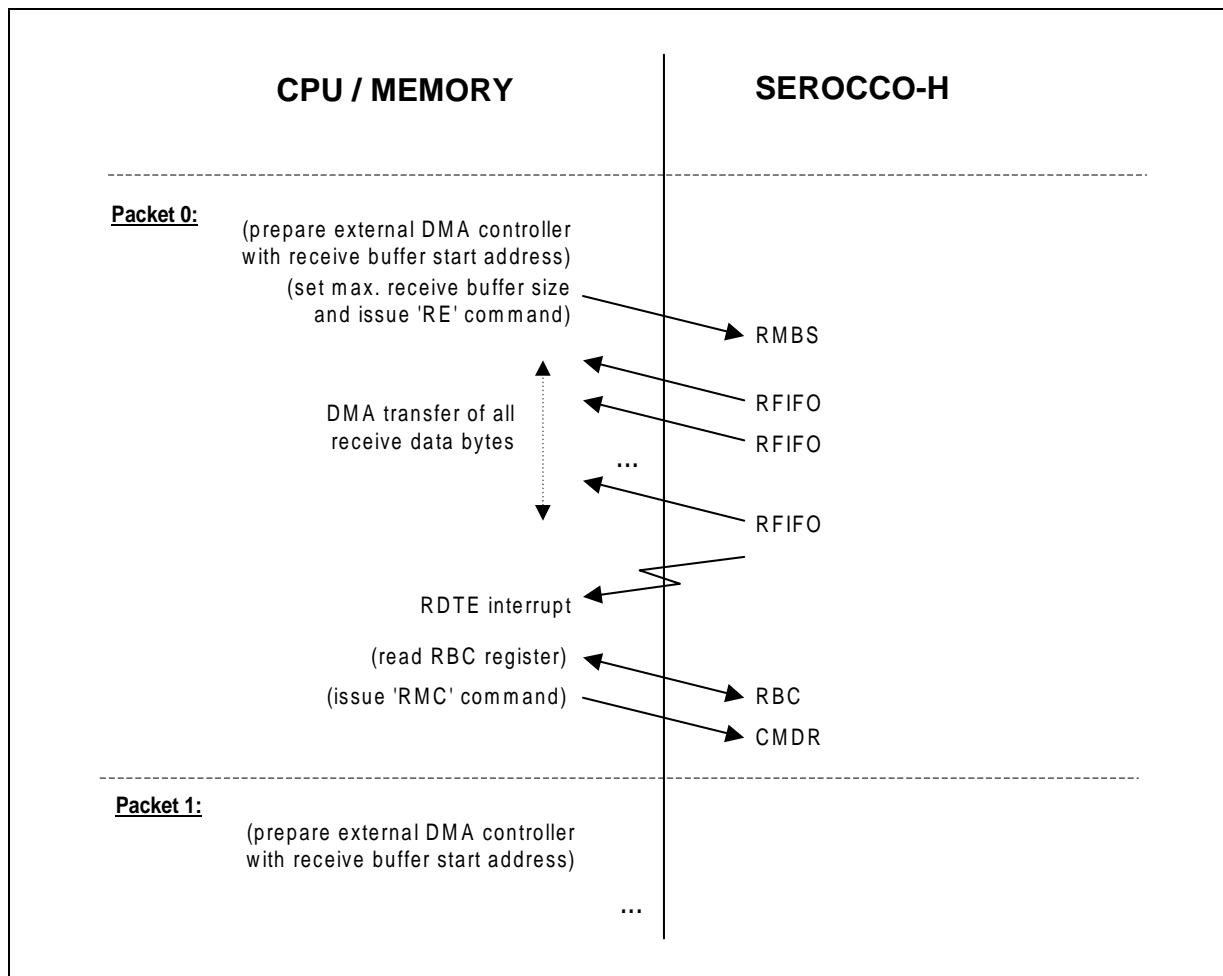 CPU / MEMORY
SEROCCO-H
Packet 0:
(prepare external DMA controller
with receive buffer start address)
(set max. receive buffer size
and issue 'RE' command)
RMBS
RFIFO
DMA transfer of all
receive data bytes
RFIFO
...
RFIFO
RDTE interrupt
(read RBC register)
(issue 'RMC' command)
RBC
CMDR
Packet 1:
(prepare external DMA controller
with receive buffer start address)
...